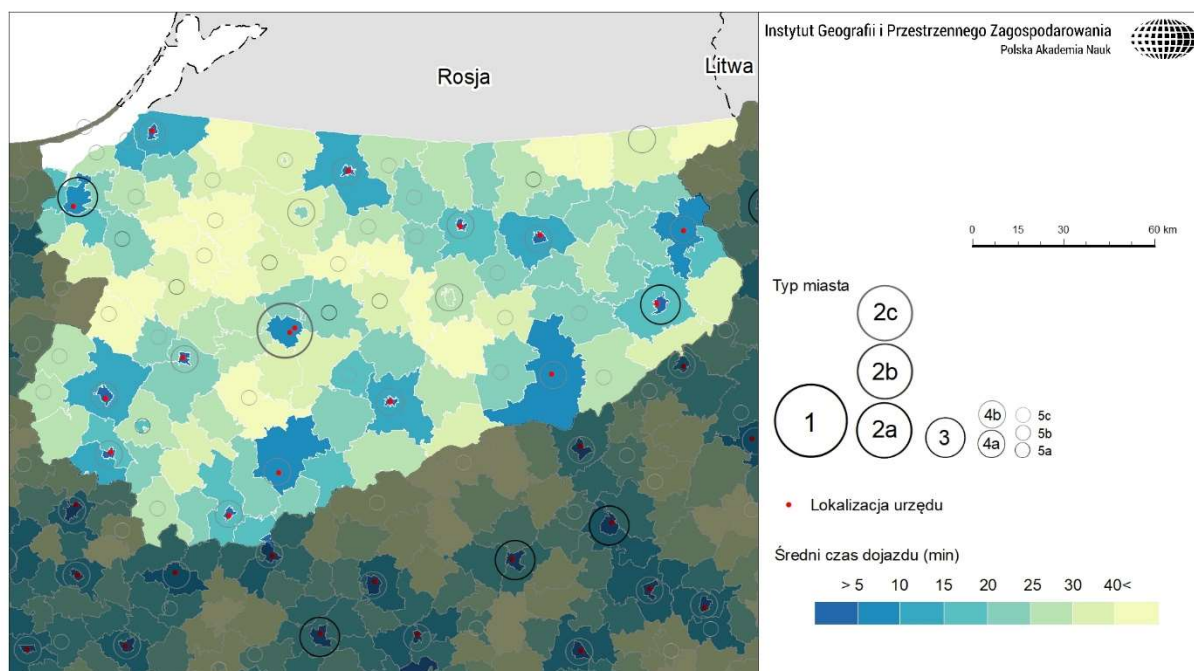 Rosja
Litwa
Instytut Geografii i Przestrzennego Zagospodarowania
Polska Akademia Nauk
0 15 30 60 km
Typ miasta
2c
2b
1
2a
3
4b
4a
5c
5b
5a
Lokalizacja urzędu
Średni czas dojazdu (min)
> 5 10 15 20 25 30 40<